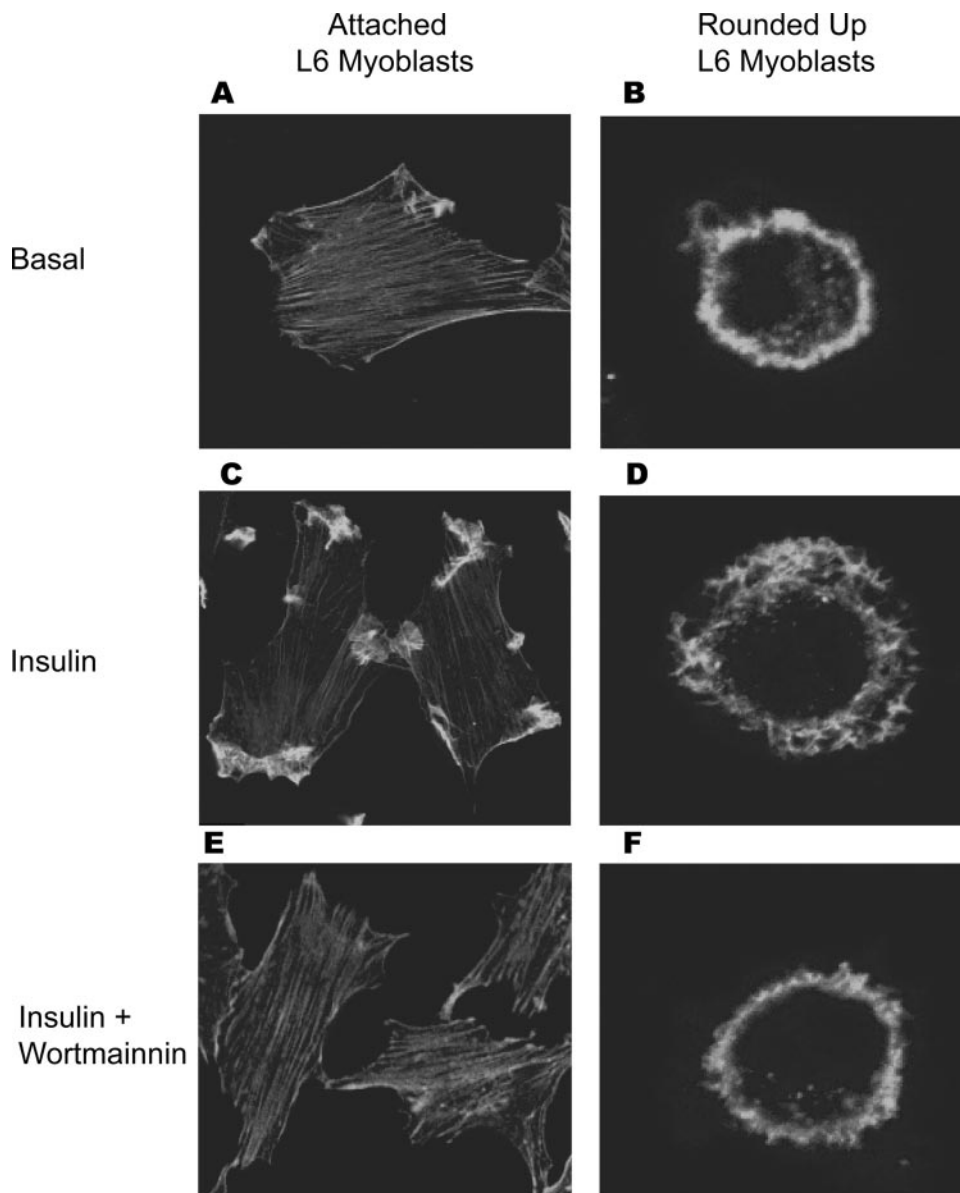 Attached
L6 Myoblasts
Rounded Up
L6 Myoblasts
A
B
Basal
C
D
Insulin
E
F
Insulin +
Wortmainnin